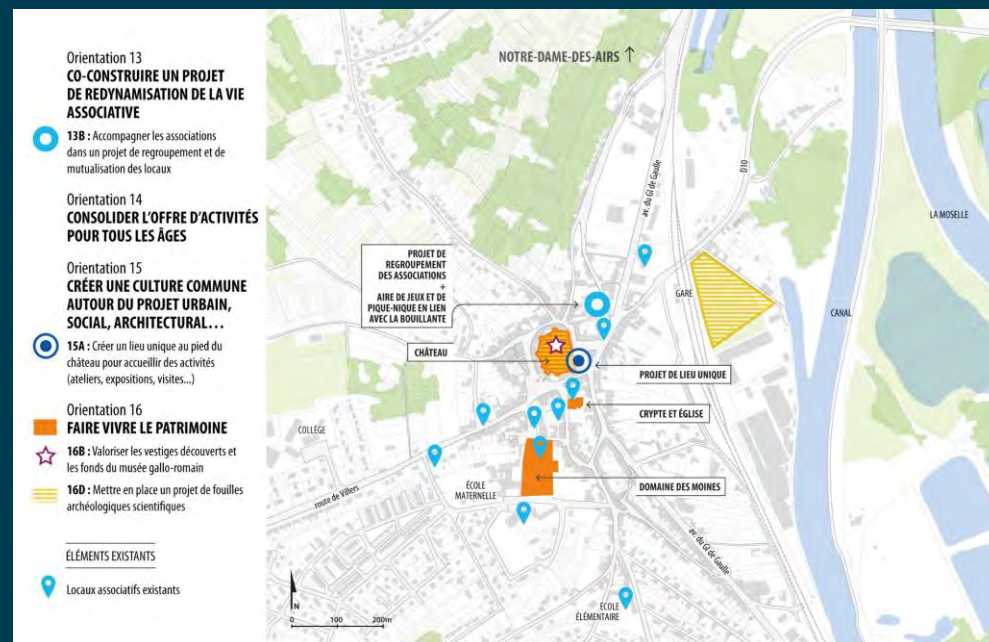 Orientation 13
CO-CONSTRUIRE UN PROJET
DE REDYNAMISATION DE LA VIE
ASSOCIATIVE
13B : Accompagner les associations
dans un projet de regroupement et de
mutualisation des locaux
Orientation 14
CONSOLIDER L'OFFRE D'ACTIVITÉS
POUR TOUS LES ÂGES
Orientation 15
CRÉER UNE CULTURE COMMUNE
AUTOUR DU PROJET URBAIN,
SOCIAL, ARCHITECTURAL…
15A : Créer un lieu unique au pied du
château pour accueillir des activités
(ateliers, expositions, visites...)
Orientation 16
FAIRE VIVRE LE PATRIMOINE
16B : Valoriser les vestiges découverts et
les fonds du musée gallo-romain
16D : Mettre en place un projet de fouilles
archéologiques scientifiques
ÉLÉMENTS EXISTANTS
Locaux associatifs existants
NOTRE-DAME-DES-AIRS
av. du Gl de Gaulle
D10
LA MOSELLE
PROJET DE
REGROUPEMENT
DES ASSOCIATIONS
+
AIRE DE JEUX ET DE
PIQUE-NIQUE EN LIEN
AVEC LA BOUILLANTE
GARE
CANAL
CHÂTEAU
PROJET DE LIEU UNIQUE
CRYPTE ET ÉGLISE
COLLÈGE
route de Villers
ÉCOLE
MATERNELLE
DOMAINE DES MOINES
av. du Gl de Gaulle
ÉCOLE
ÉLÉMENTAIRE
N
0 100 200m